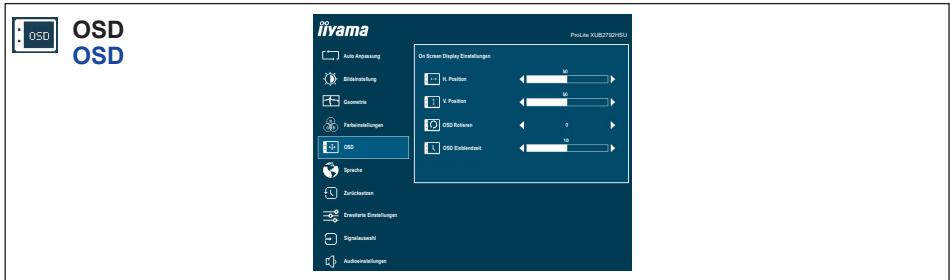 OSD
OSD
OSD
iiyama
ProLite XUB2792HSU
Auto Anpassung
Bildeinstellung
Geometrie
Farbeinstellungen
OSD
Sprache
Zurücksetzen
Erweiterte Einstellungen
Signalauswahl
Audioeinstellungen
On Screen Display Einstellungen
H. Position
50
V. Position
50
OSD Rotieren
0
OSD Einblendzeit
10